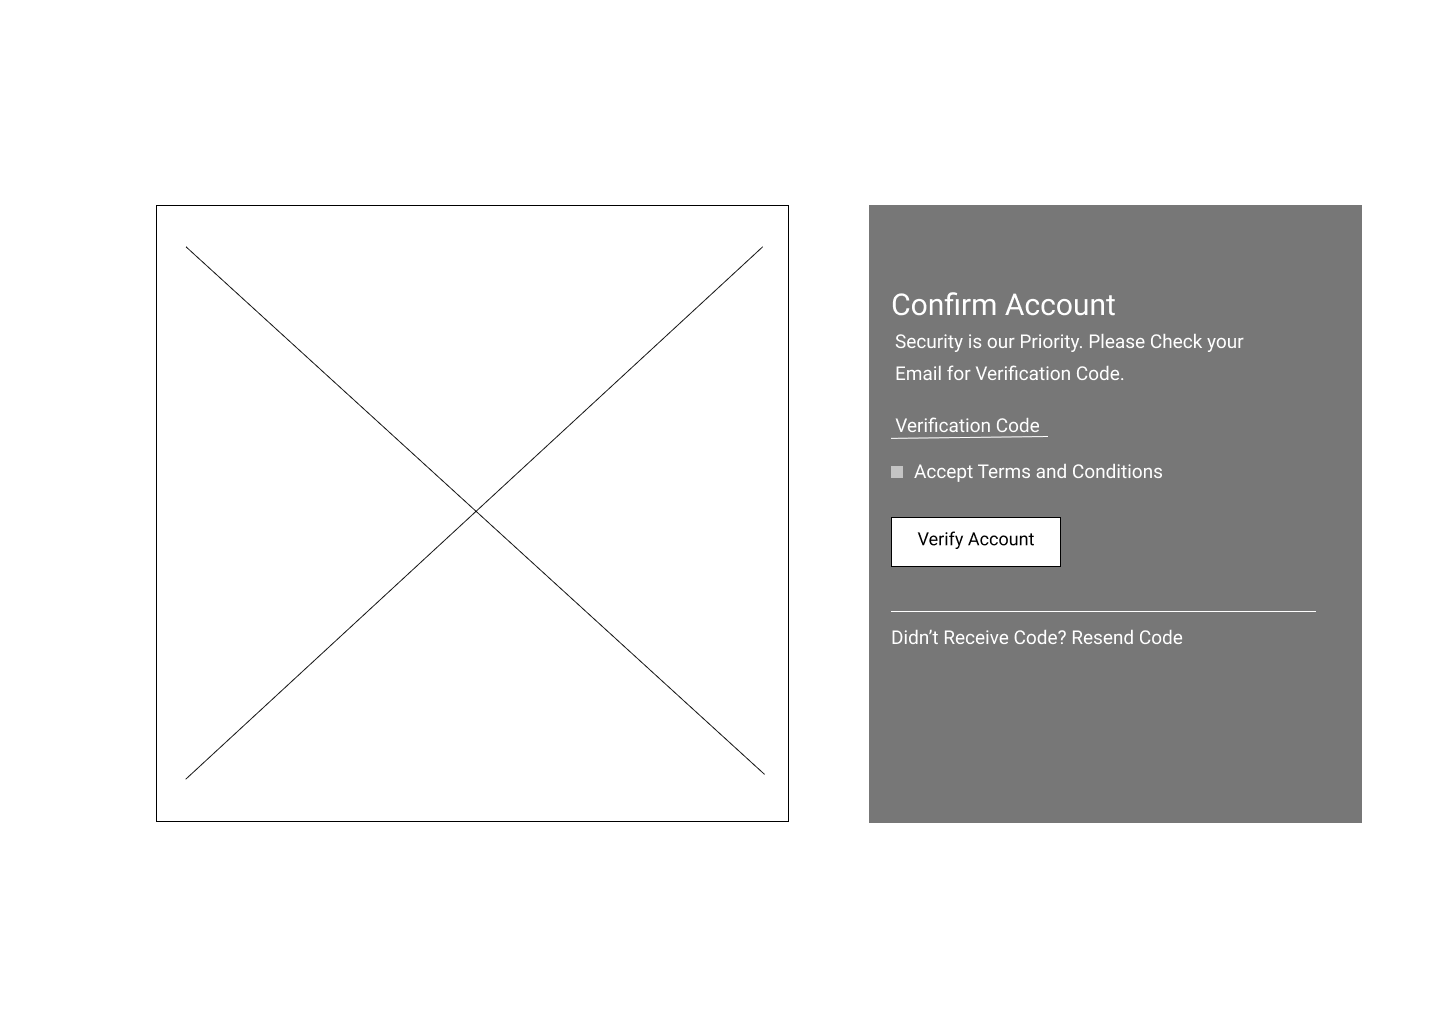 Confirm Account
Security is our Priority. Please Check your
Email for Verification Code.
Verification Code
Accept Terms and Conditions
Verify Account
Didn’t Receive Code? Resend Code